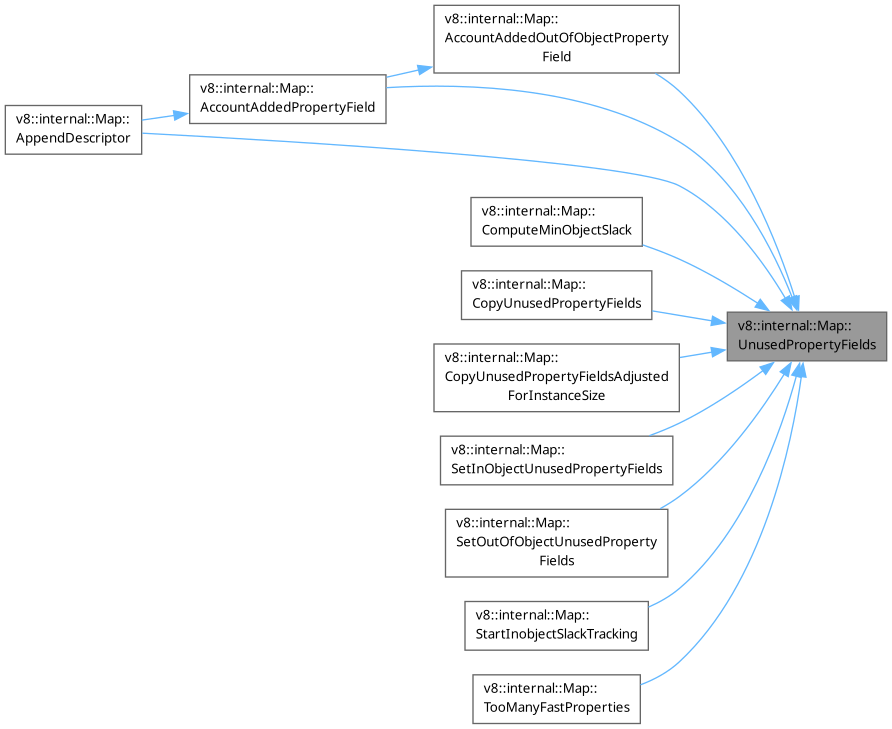 v8::internal::Map::
AccountAddedOutOfObjectProperty
Field
v8::internal::Map::
AccountAddedPropertyField
v8::internal::Map::
AppendDescriptor
v8::internal::Map::
ComputeMinObjectSlack
v8::internal::Map::
CopyUnusedPropertyFields
v8::internal::Map::
UnusedPropertyFields
v8::internal::Map::
CopyUnusedPropertyFieldsAdjusted
ForInstanceSize
v8::internal::Map::
SetInObjectUnusedPropertyFields
v8::internal::Map::
SetOutOfObjectUnusedProperty
Fields
v8::internal::Map::
StartInobjectSlackTracking
v8::internal::Map::
TooManyFastProperties